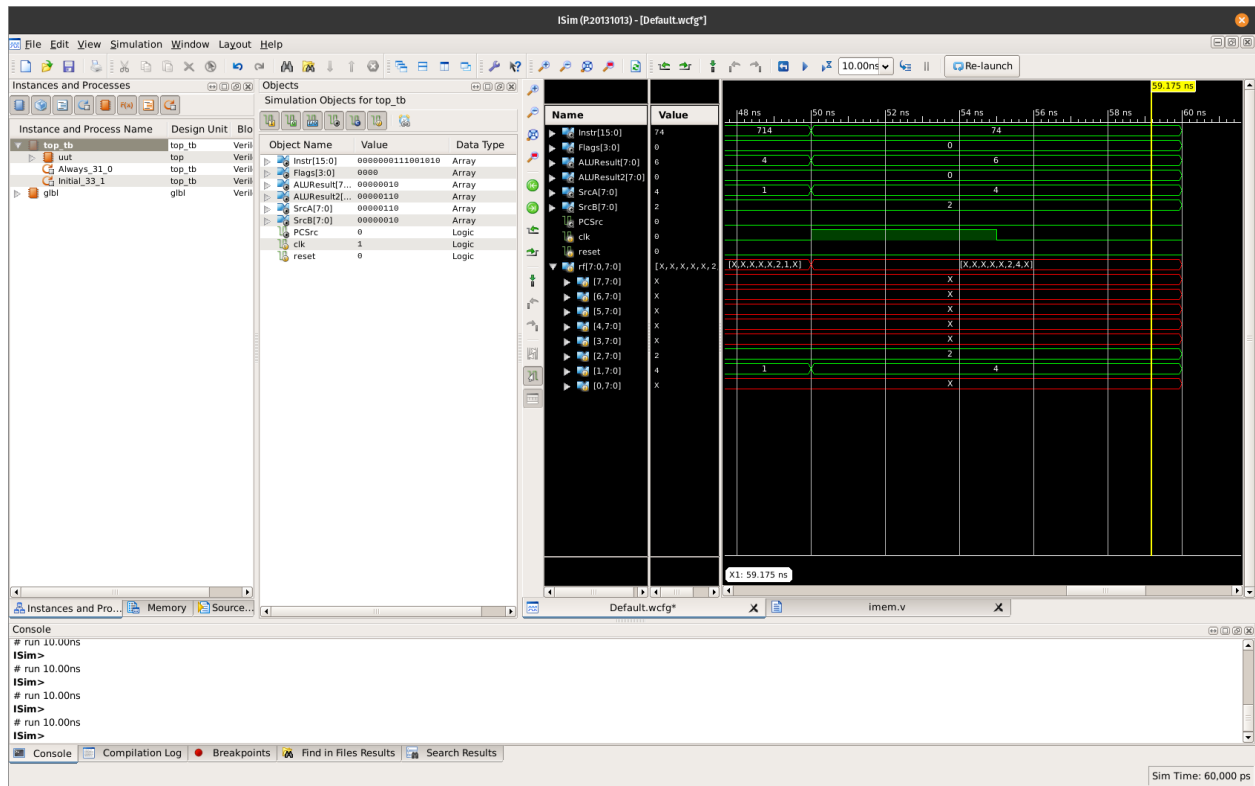 ISim (P.20131013) - [Default.wcfg*]
File Edit View Simulation Window Layout Help
10.00ns Re-launch
Instances and Processes
Instance and Process Name Design Unit Blo
top_tb top_tb Veril
uut top Veril
Always_31_0 top_tb Veril
Initial_33_1 top_tb Veril
glbl glbl Veril
Instances and Pro... Memory Source...
Objects
Simulation Objects for top_tb
Object Name Value Data Type
Instr[15:0] 0000000111001010 Array
Flags[3:0] 0000 Array
ALUResult[7... 00000010 Array
ALUResult2[... 00000110 Array
SrcA[7:0] 00000110 Array
SrcB[7:0] 00000010 Array
PCSrc 0 Logic
clk 1 Logic
reset 0 Logic
59.175 ns
Name Value 48 ns 50 ns 52 ns 54 ns 56 ns 58 ns 60 ns
Instr[15:0] 74 714 74
Flags[3:0] 0 0
ALUResult[7:0] 6 4 6
ALUResult2[7:0] 0 0
SrcA[7:0] 4 1 4
SrcB[7:0] 2 2
PCSrc 0
clk 0
reset 0
rf[7:0,7:0] [X,X,X,X,X,2, [X,X,X,X,X,2,1,X] [X,X,X,X,X,2,4,X]
[7,7:0] X X
[6,7:0] X X
[5,7:0] X X
[4,7:0] X X
[3,7:0] X X
[2,7:0] 2 2
[1,7:0] 4 1 4
[0,7:0] X X
X1: 59.175 ns
Default.wcfg* imem.v
Console
# run 10.00ns
ISim>
# run 10.00ns
ISim>
# run 10.00ns
ISim>
# run 10.00ns
ISim>
Console Compilation Log Breakpoints Find in Files Results Search Results
Sim Time: 60,000 ps